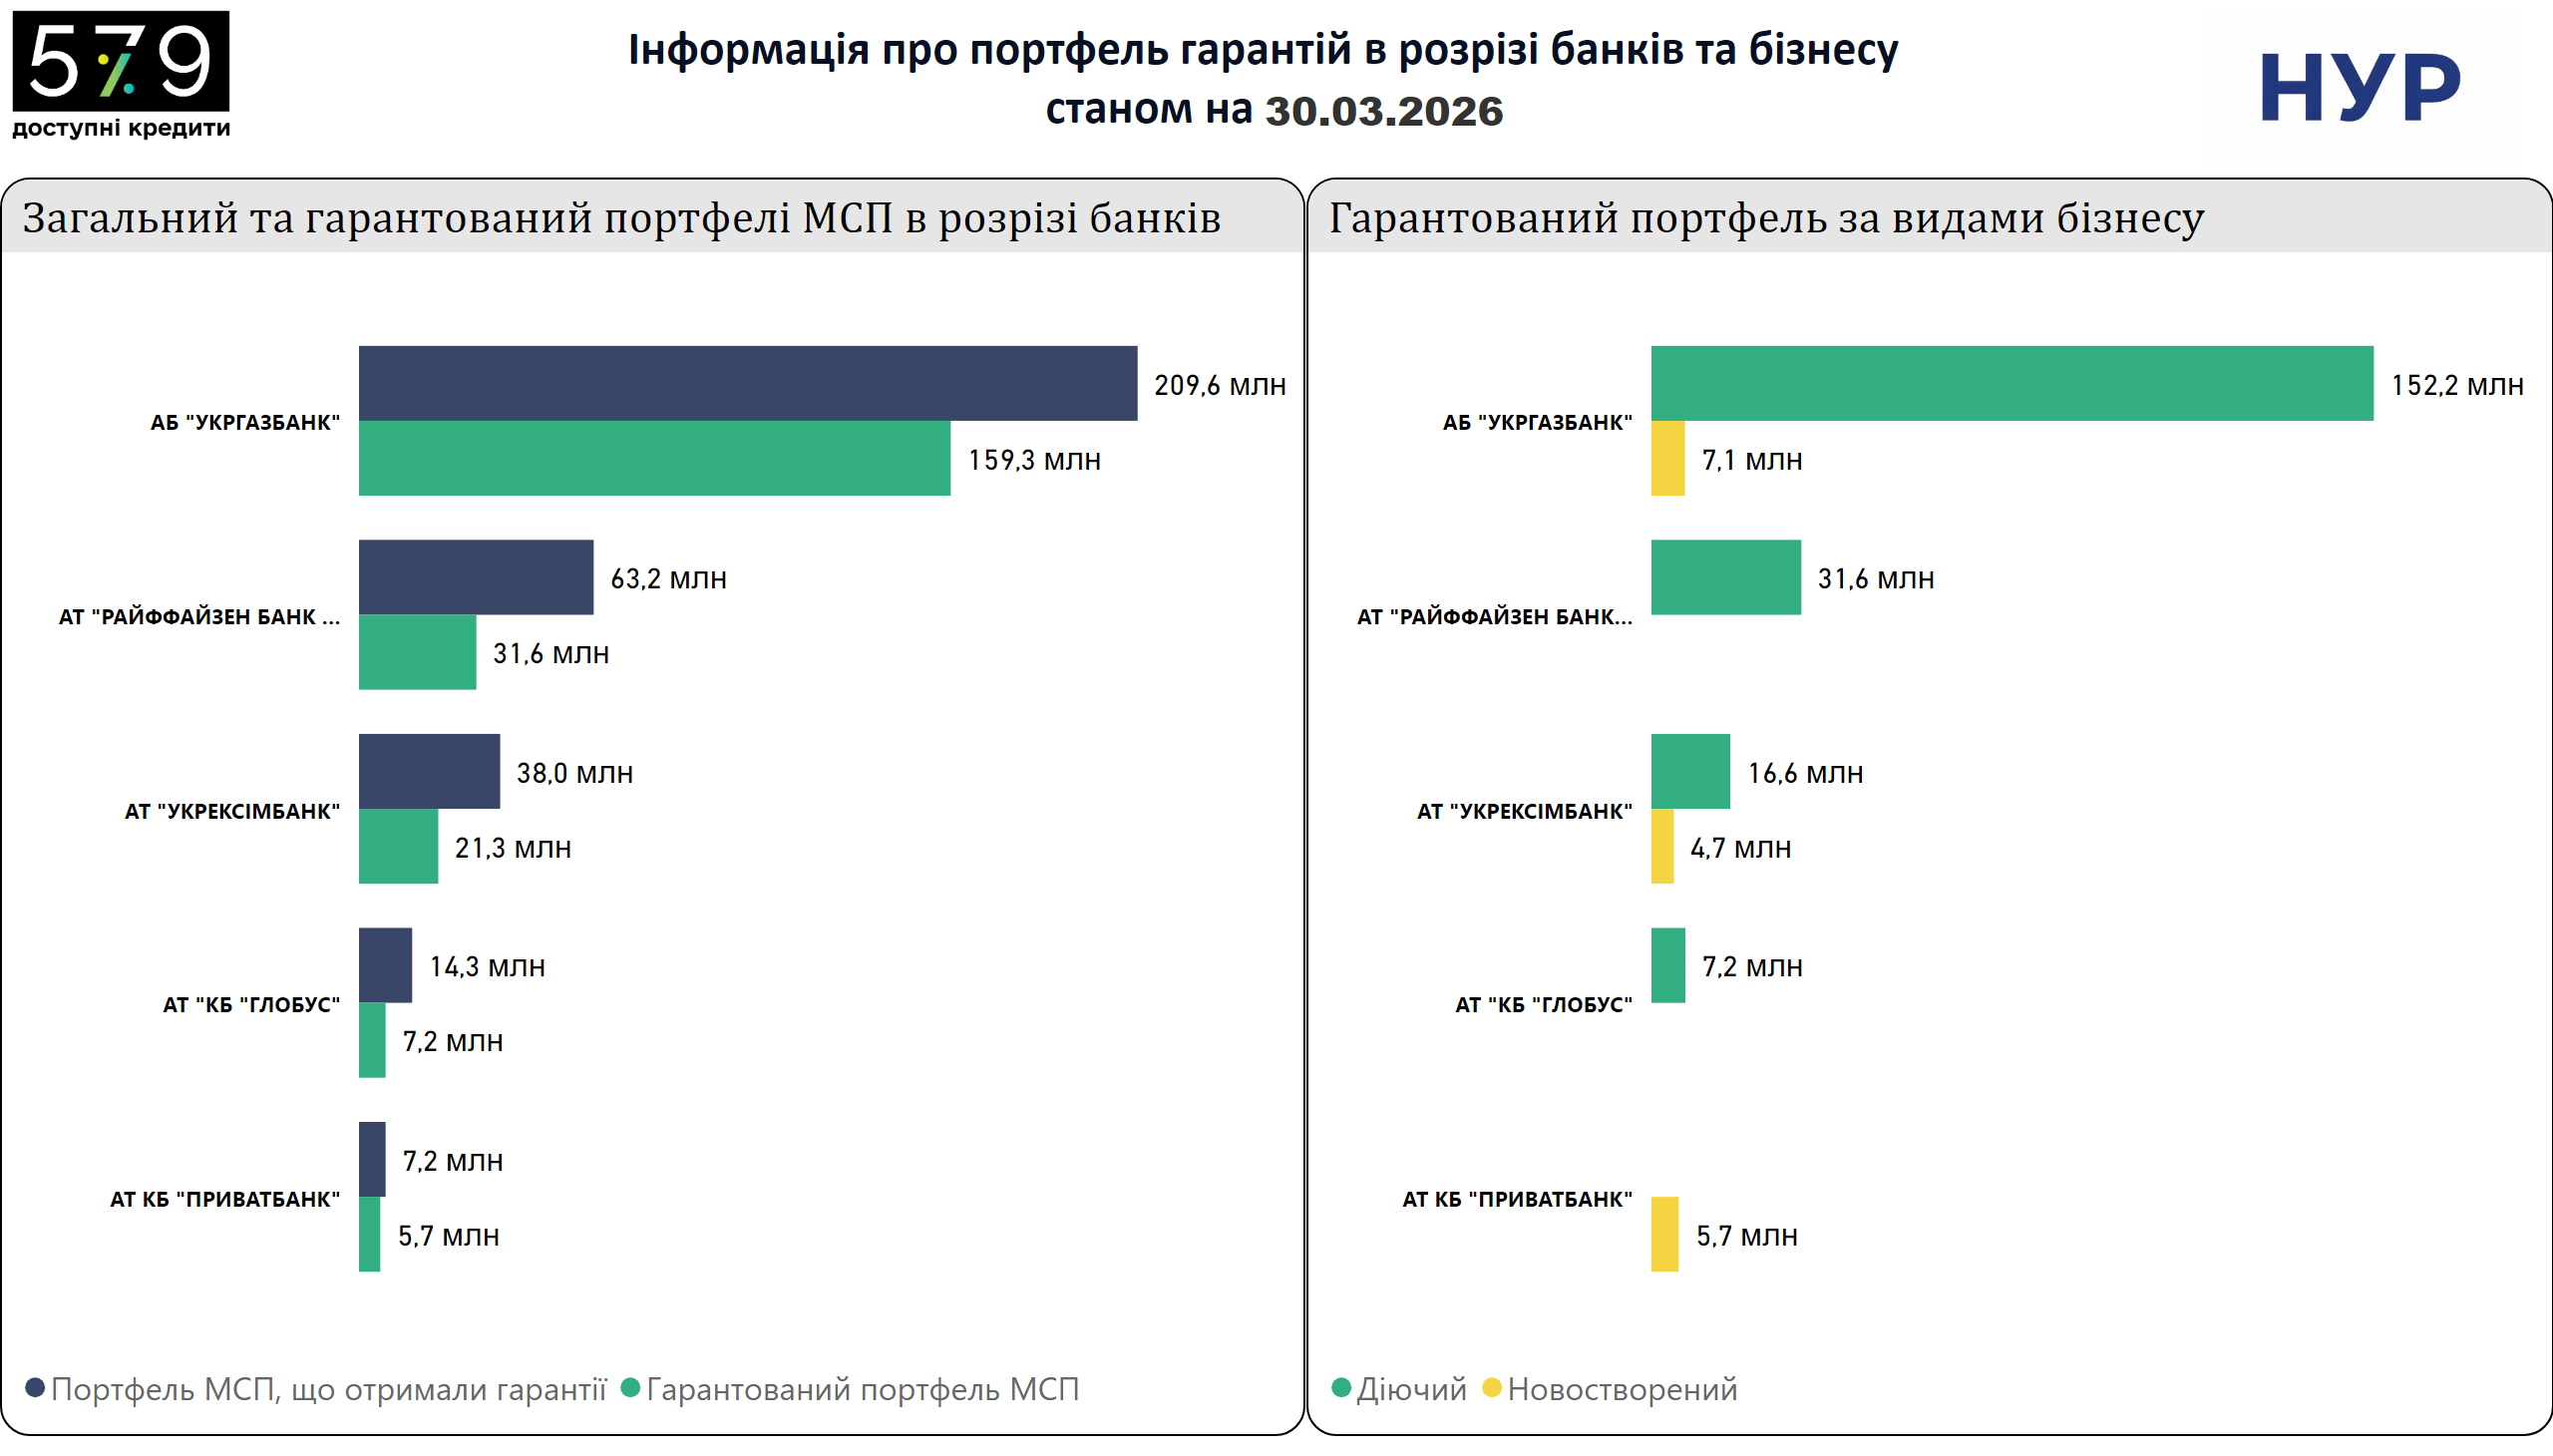 57.9
доступні кредити
Інформація про портфель гарантій в розрізі банків та бізнесу
станом на 30.03.2026
НУР
Загальний та гарантований портфелі МСП в розрізі банків
АБ "УКРГАЗБАНК"
209,6 млн
159,3 млн
АТ "РАЙФФАЙЗЕН БАНК ...
63,2 млн
31,6 млн
АТ "УКРЕКСІМБАНК"
38,0 млн
21,3 млн
АТ "КБ "ГЛОБУС"
14,3 млн
7,2 млн
АТ КБ "ПРИВАТБАНК"
7,2 млн
5,7 млн
Портфель МСП, що отримали гарантії Гарантований портфель МСП
Гарантований портфель за видами бізнесу
АБ "УКРГАЗБАНК"
152,2 млн
7,1 млн
АТ "РАЙФФАЙЗЕН БАНК...
31,6 млн
АТ "УКРЕКСІМБАНК"
16,6 млн
4,7 млн
АТ "КБ "ГЛОБУС"
7,2 млн
АТ КБ "ПРИВАТБАНК"
5,7 млн
Діючий Новостворений